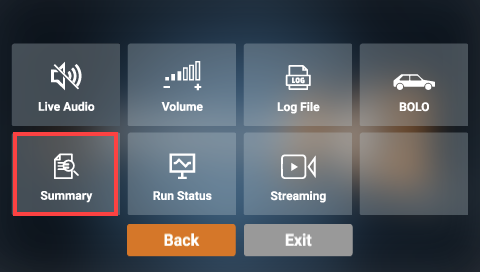 Live Audio
Volume
LOG
Log File
BOLO
Summary
Run Status
Streaming
Back
Exit